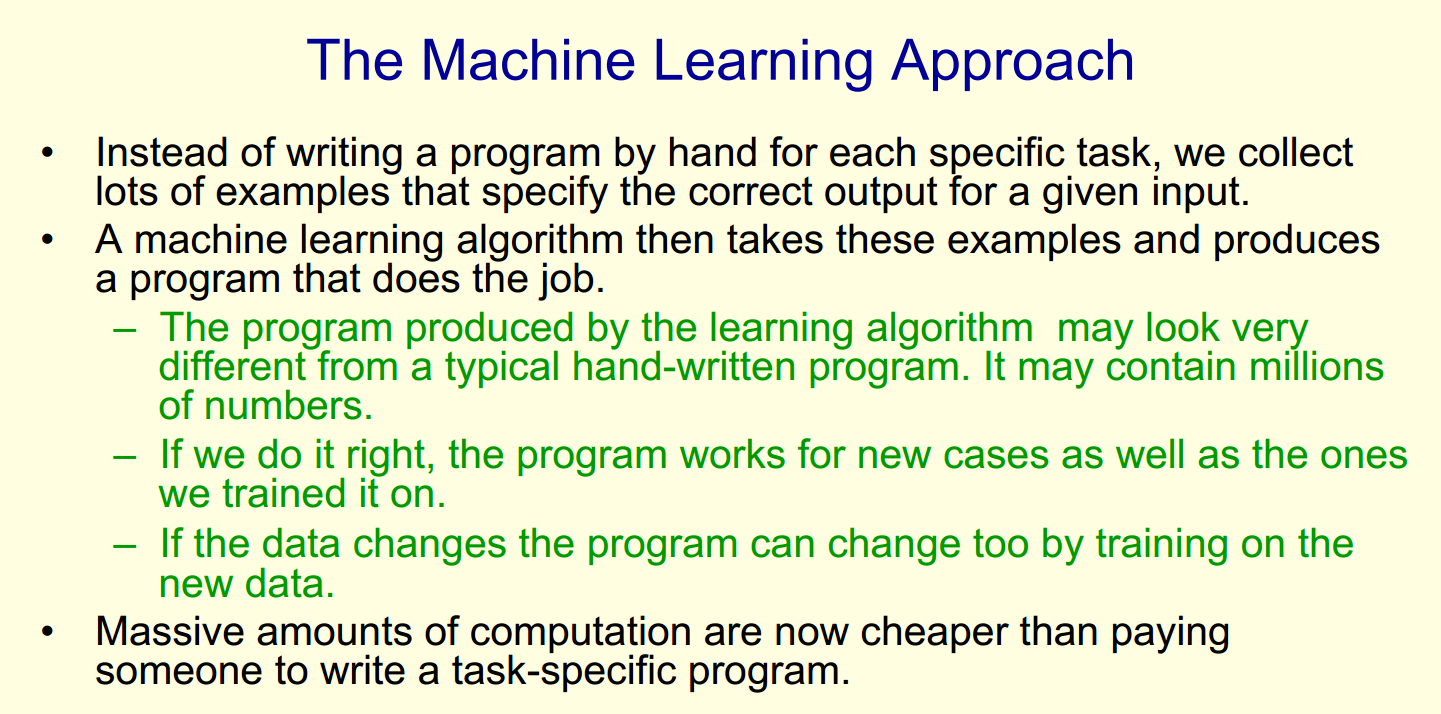 The Machine Learning Approach
• Instead of writing a program by hand for each specific task, we collect
lots of examples that specify the correct output for a given input.
• A machine learning algorithm then takes these examples and produces
a program that does the job.
– The program produced by the learning algorithm  may look very
different from a typical hand-written program. It may contain millions
of numbers.
– If we do it right, the program works for new cases as well as the ones
we trained it on.
– If the data changes the program can change too by training on the
new data.
• Massive amounts of computation are now cheaper than paying
someone to write a task-specific program.